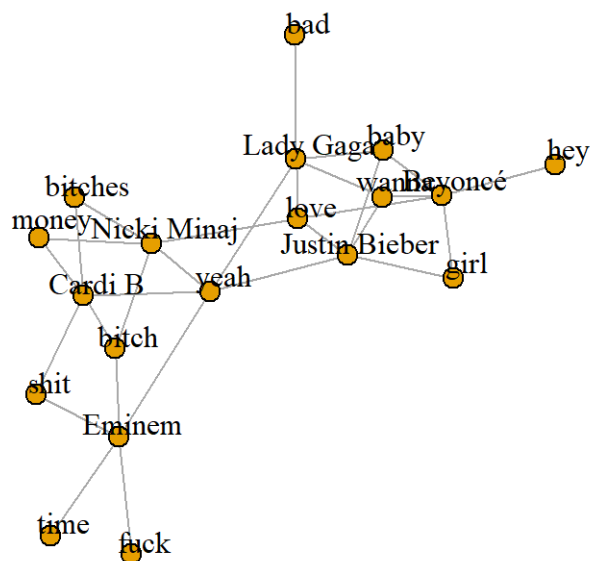 bad
Lady Gaga
baby
hey
bitches
wanna
Beyoncé
money
Nicki Minaj
love
Justin Bieber
Cardi B
yeah
girl
bitch
shit
Eminem
time
fuck